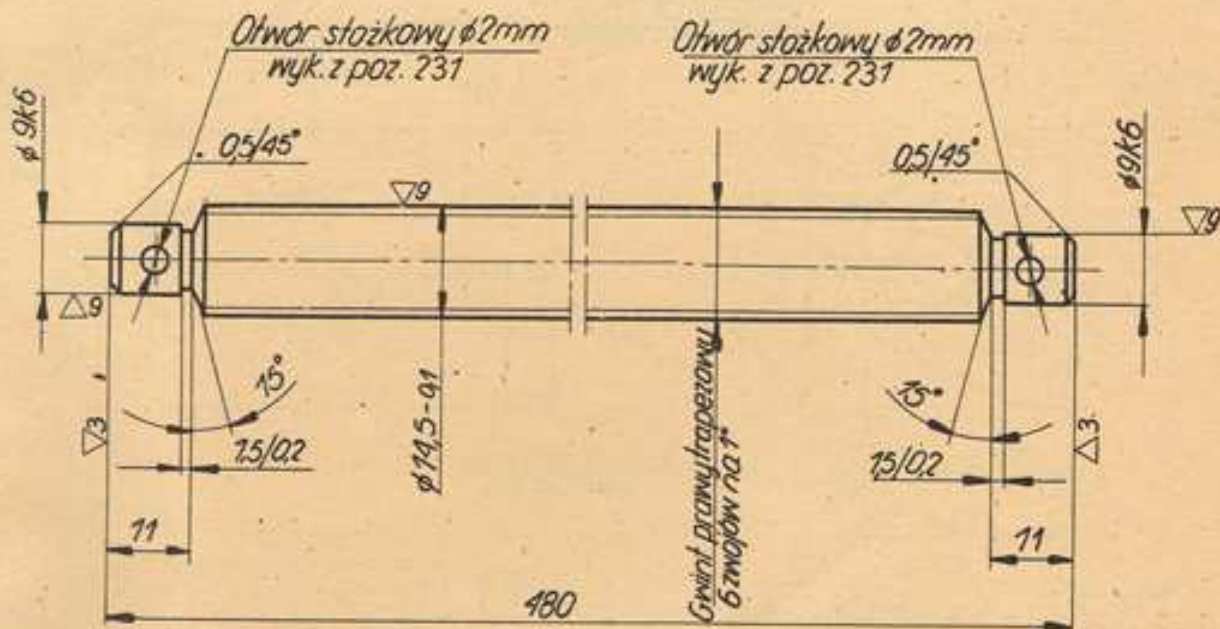 Otwór stożkowy ϕ2mm
wyk. z poz. 231
Otwór stożkowy ϕ2mm
wyk. z poz. 231
ϕ9k6
0,5/45°
▽9
0,5/45°
ϕ9k6
▽9
△9
15°
▽3
1,5/0,2
ϕ14,5-0,1
Gwint prawy trapezowy
6 zwojów na 1"
15°
△3
1,5/0,2
11
11
480